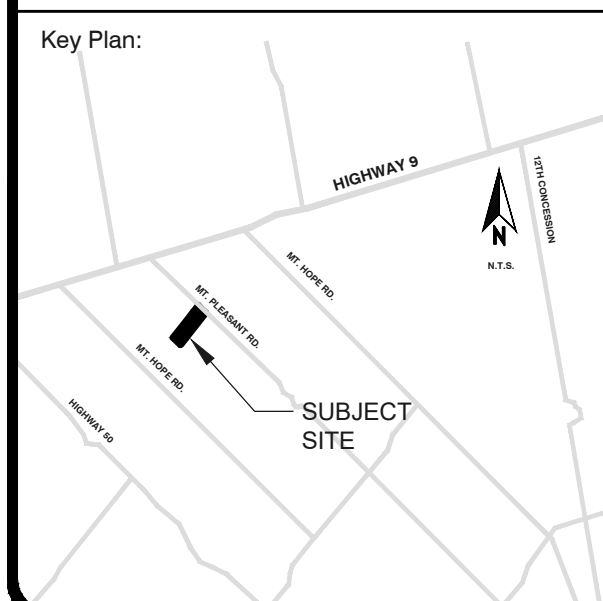 Key Plan:
HIGHWAY 9
12TH CONCESSION
N
N.T.S.
MT. HOPE RD.
MT. PLEASANT RD.
MT. HOPE RD.
HIGHWAY 50
SUBJECT
SITE